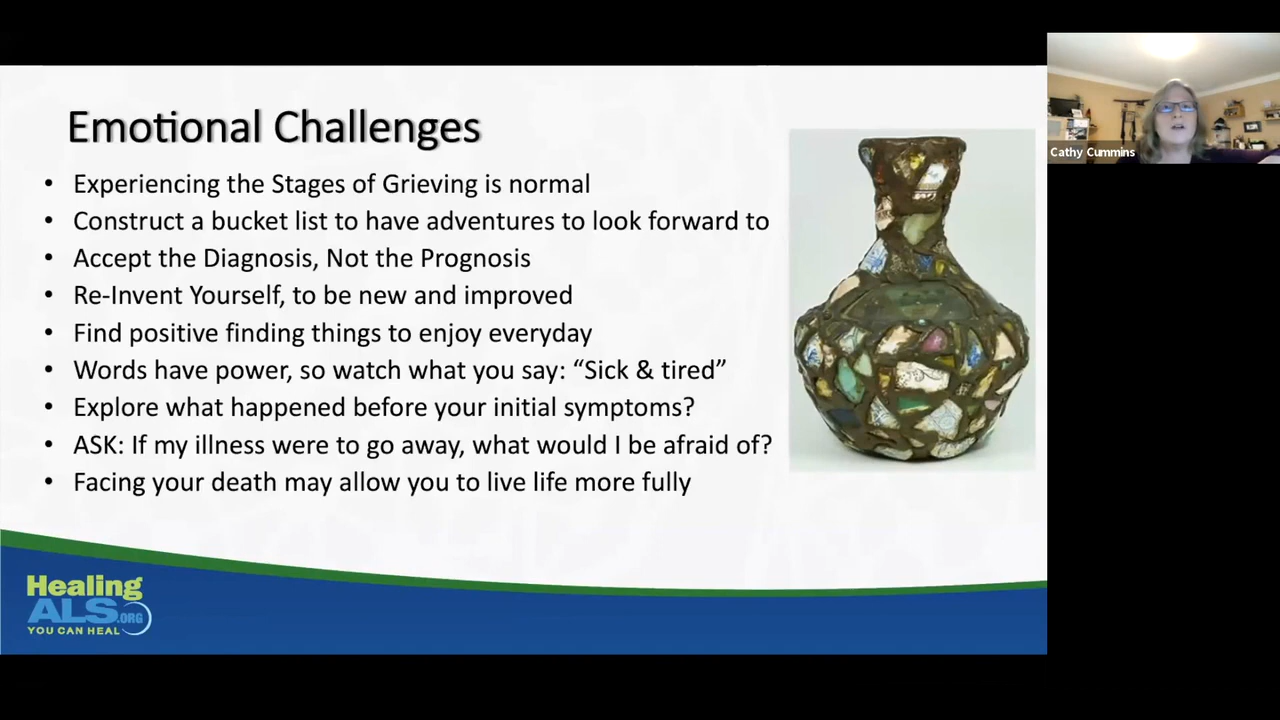 Emotional Challenges
• Experiencing the Stages of Grieving is normal
• Construct a bucket list to have adventures to look forward to
• Accept the Diagnosis, Not the Prognosis
• Re-Invent Yourself, to be new and improved
• Find positive finding things to enjoy everyday
• Words have power, so watch what you say: “Sick & tired”
• Explore what happened before your initial symptoms?
• ASK: If my illness were to go away, what would I be afraid of?
• Facing your death may allow you to live life more fully
Cathy Cummins
Healing
ALS.ORG
YOU CAN HEAL